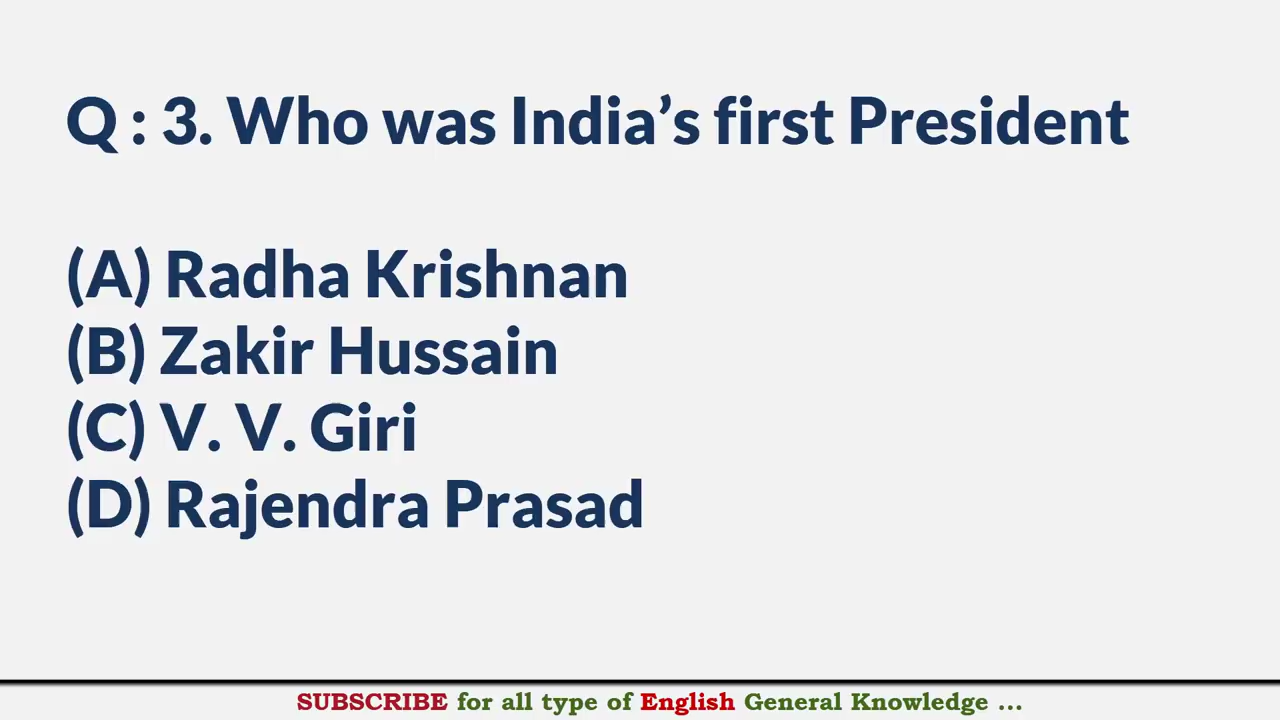 Q : 3. Who was India’s first President
(A) Radha Krishnan
(B) Zakir Hussain
(C) V. V. Giri
(D) Rajendra Prasad
SUBSCRIBE for all type of English General Knowledge ...